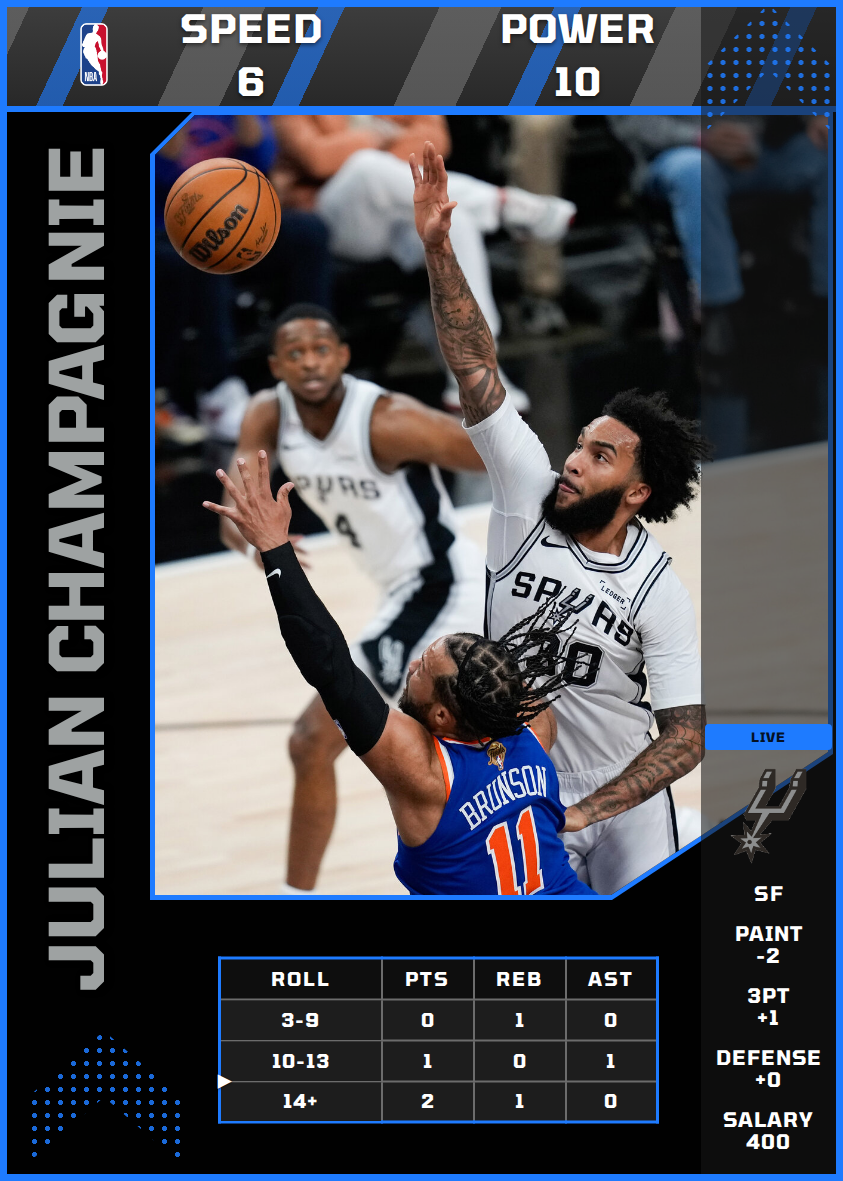 SPEED
6
POWER
10
NBA
JULIAN CHAMPAGNIE
Wilson
SPURS
4
SPURS
LEDGER
30
BRUNSON
11
LIVE
SF
PAINT
-2
3PT
+1
DEFENSE
+0
SALARY
400
ROLL PTS REB AST
3-9 0 1 0
10-13 1 0 1
14+ 2 1 0